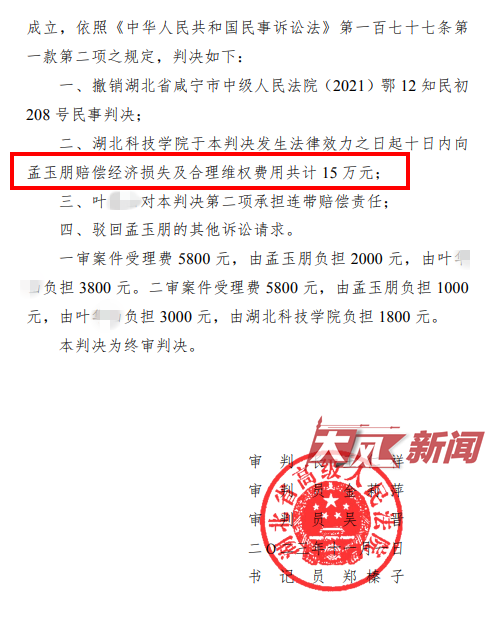 成立，依照《中华人民共和国民事诉讼法》第一百七十七条第
一款第二项之规定，判决如下：
一、撤销湖北省咸宁市中级人民法院（2021）鄂 12 知民初
208 号民事判决；
二、湖北科技学院于本判决发生法律效力之日起十日内向
孟玉朋赔偿经济损失及合理维权费用共计 15 万元；
三、叶 对本判决第二项承担连带赔偿责任；
四、驳回孟玉朋的其他诉讼请求。
一审案件受理费 5800 元，由孟玉朋负担 2000 元，由叶
负担 3800 元。二审案件受理费 5800 元，由孟玉朋负担 1000
元，由叶 负担 3000 元，由湖北科技学院负担 1800 元。
本判决为终审判决。
大风新闻
审 判 长
审 判 员 金 萍
审 判 员 吴 晋
二〇二 年十一月 日
书 记 员 郑 榛 子
湖北省高级人民法院